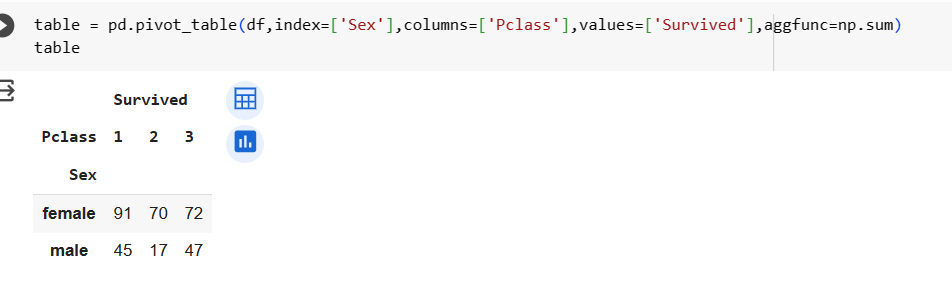 table = pd.pivot_table(df,index=['Sex'],columns=['Pclass'],values=['Survived'],aggfunc=np.sum)
table
Survived
Pclass 1 2 3
Sex
female 91 70 72
male 45 17 47